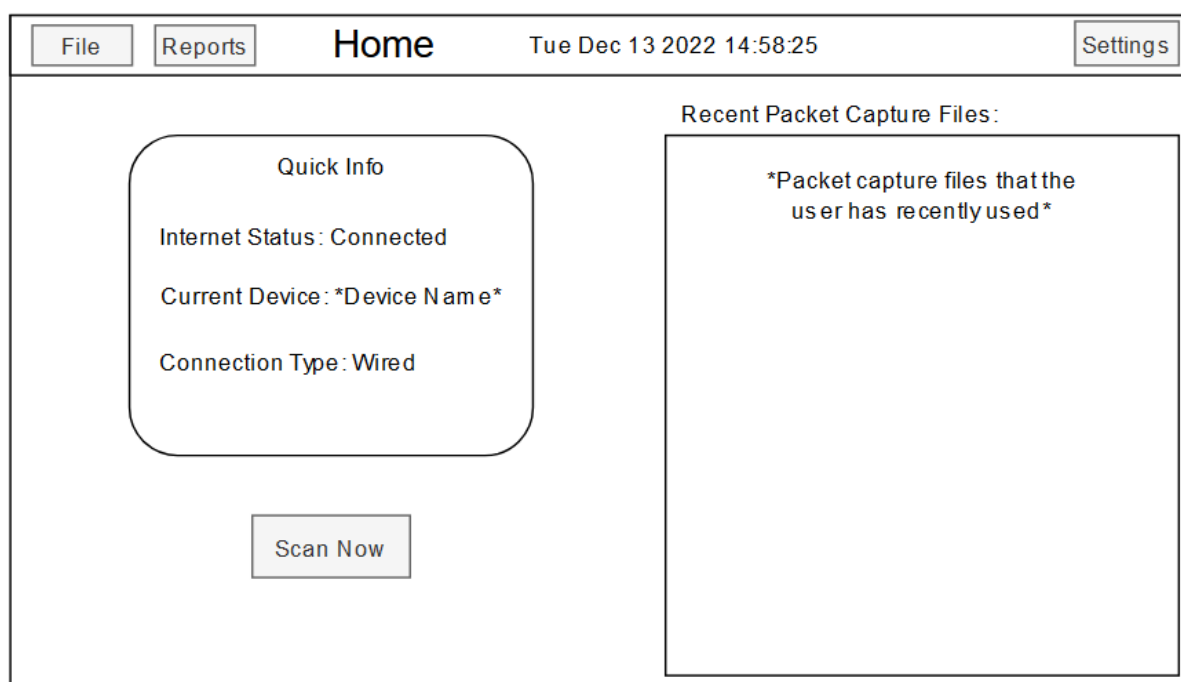 File Reports Home Tue Dec 13 2022 14:58:25 Settings
Quick Info
Internet Status: Connected
Current Device: *Device Name*
Connection Type: Wired
Scan Now
Recent Packet Capture Files:
*Packet capture files that the
user has recently used*